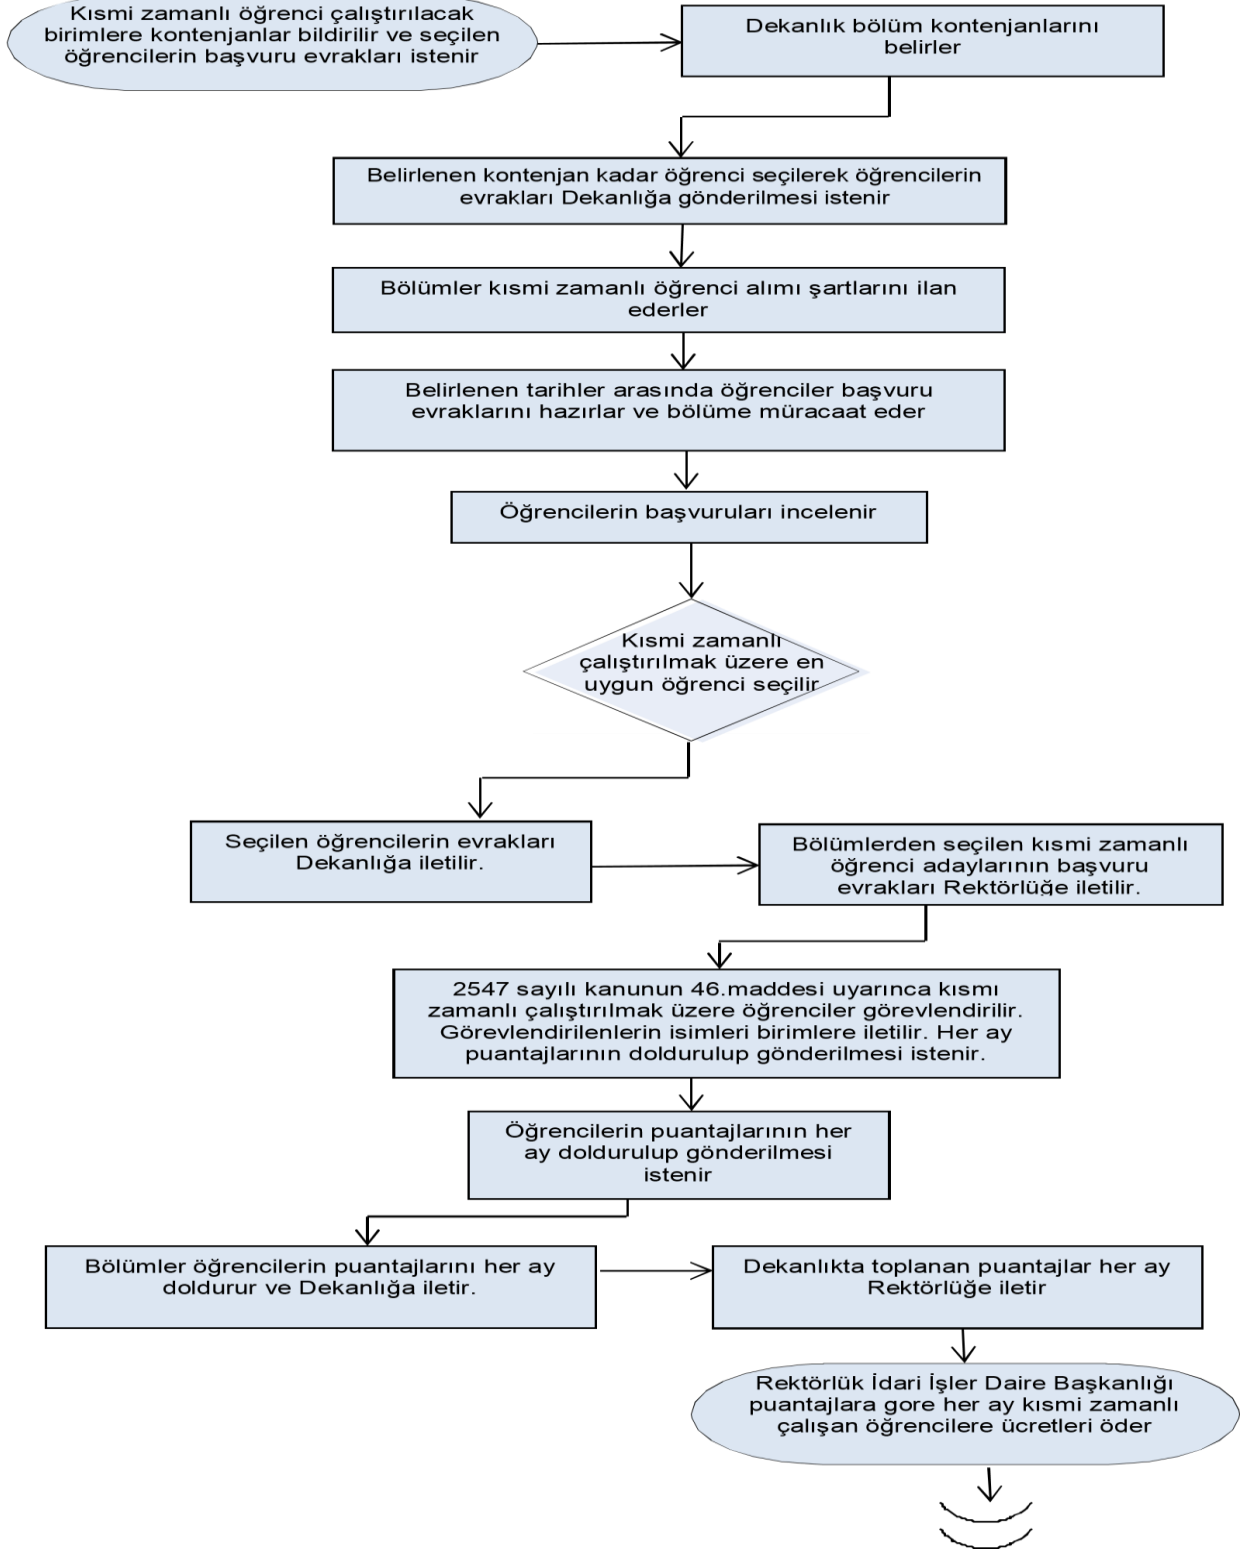 Kısmi zamanlı öğrenci çalıştırılacak
birimlere kontenjanlar bildirilir ve seçilen
öğrencilerin başvuru evrakları istenir
Dekanlık bölüm kontenjanlarını
belirler
Belirlenen kontenjan kadar öğrenci seçilerek öğrencilerin
evrakları Dekanlığa gönderilmesi istenir
Bölümler kısmi zamanlı öğrenci alımı şartlarını ilan
ederler
Belirlenen tarihler arasında öğrenciler başvuru
evraklarını hazırlar ve bölüme müracaat eder
Öğrencilerin başvuruları incelenir
Kısmi zamanlı
çalıştırılmak üzere en
uygun öğrenci seçilir
Seçilen öğrencilerin evrakları
Dekanlığa iletilir.
Bölümlerden seçilen kısmi zamanlı
öğrenci adaylarının başvuru
evrakları Rektörlüğe iletilir.
2547 sayılı kanunun 46.maddesi uyarınca kısmı
zamanlı çalıştırılmak üzere öğrenciler görevlendirilir.
Görevlendirilenlerin isimleri birimlere iletilir. Her ay
puantajlarının doldurulup gönderilmesi istenir.
Öğrencilerin puantajlarının her
ay doldurulup gönderilmesi
istenir
Bölümler öğrencilerin puantajlarını her ay
doldurur ve Dekanlığa iletir.
Dekanlıkta toplanan puantajlar her ay
Rektörlüğe iletir
Rektörlük İdari İşler Daire Başkanlığı
puantajlara gore her ay kısmi zamanlı
çalışan öğrencilere ücretleri öder